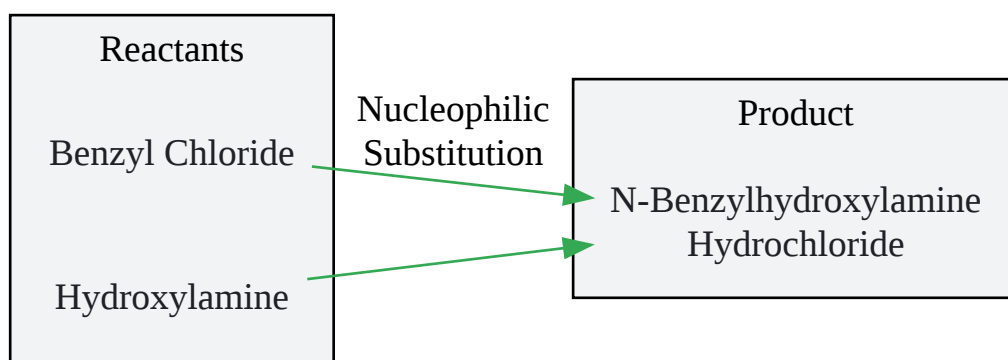 Reactants
Benzyl Chloride
Hydroxylamine
Nucleophilic
Substitution
Product
N-Benzylhydroxylamine
Hydrochloride